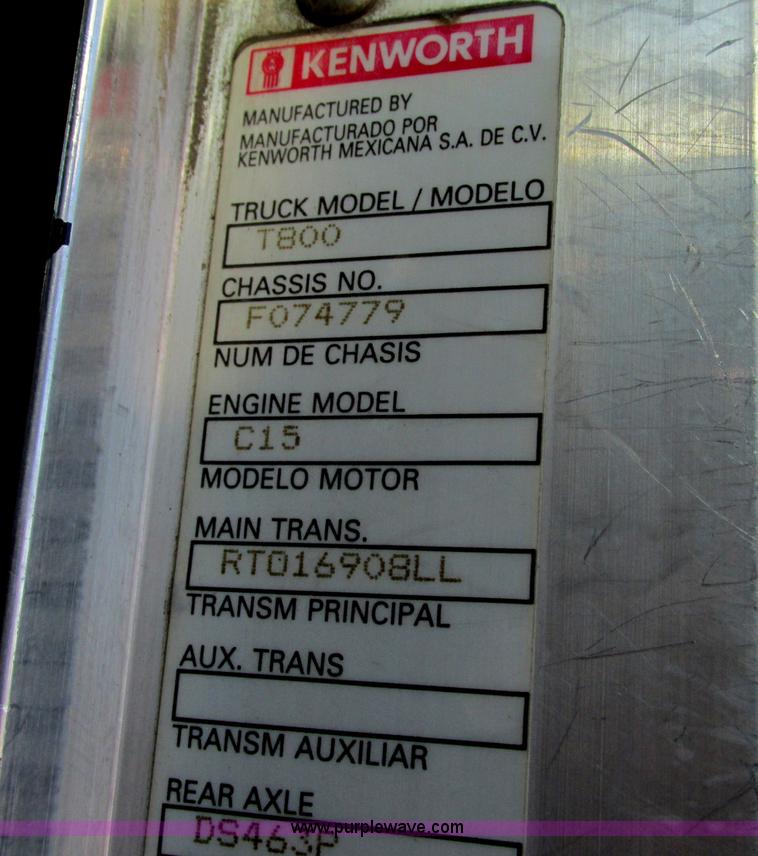 KENWORTH
MANUFACTURED BY
MANUFACTURADO POR
KENWORTH MEXICANA S.A. DE C.V.
TRUCK MODEL / MODELO
T800
CHASSIS NO.
F074779
NUM DE CHASIS
ENGINE MODEL
C15
MODELO MOTOR
MAIN TRANS.
RTO16908LL
TRANSM PRINCIPAL
AUX. TRANS
TRANSM AUXILIAR
REAR AXLE
DS463P
www.purplewave.com